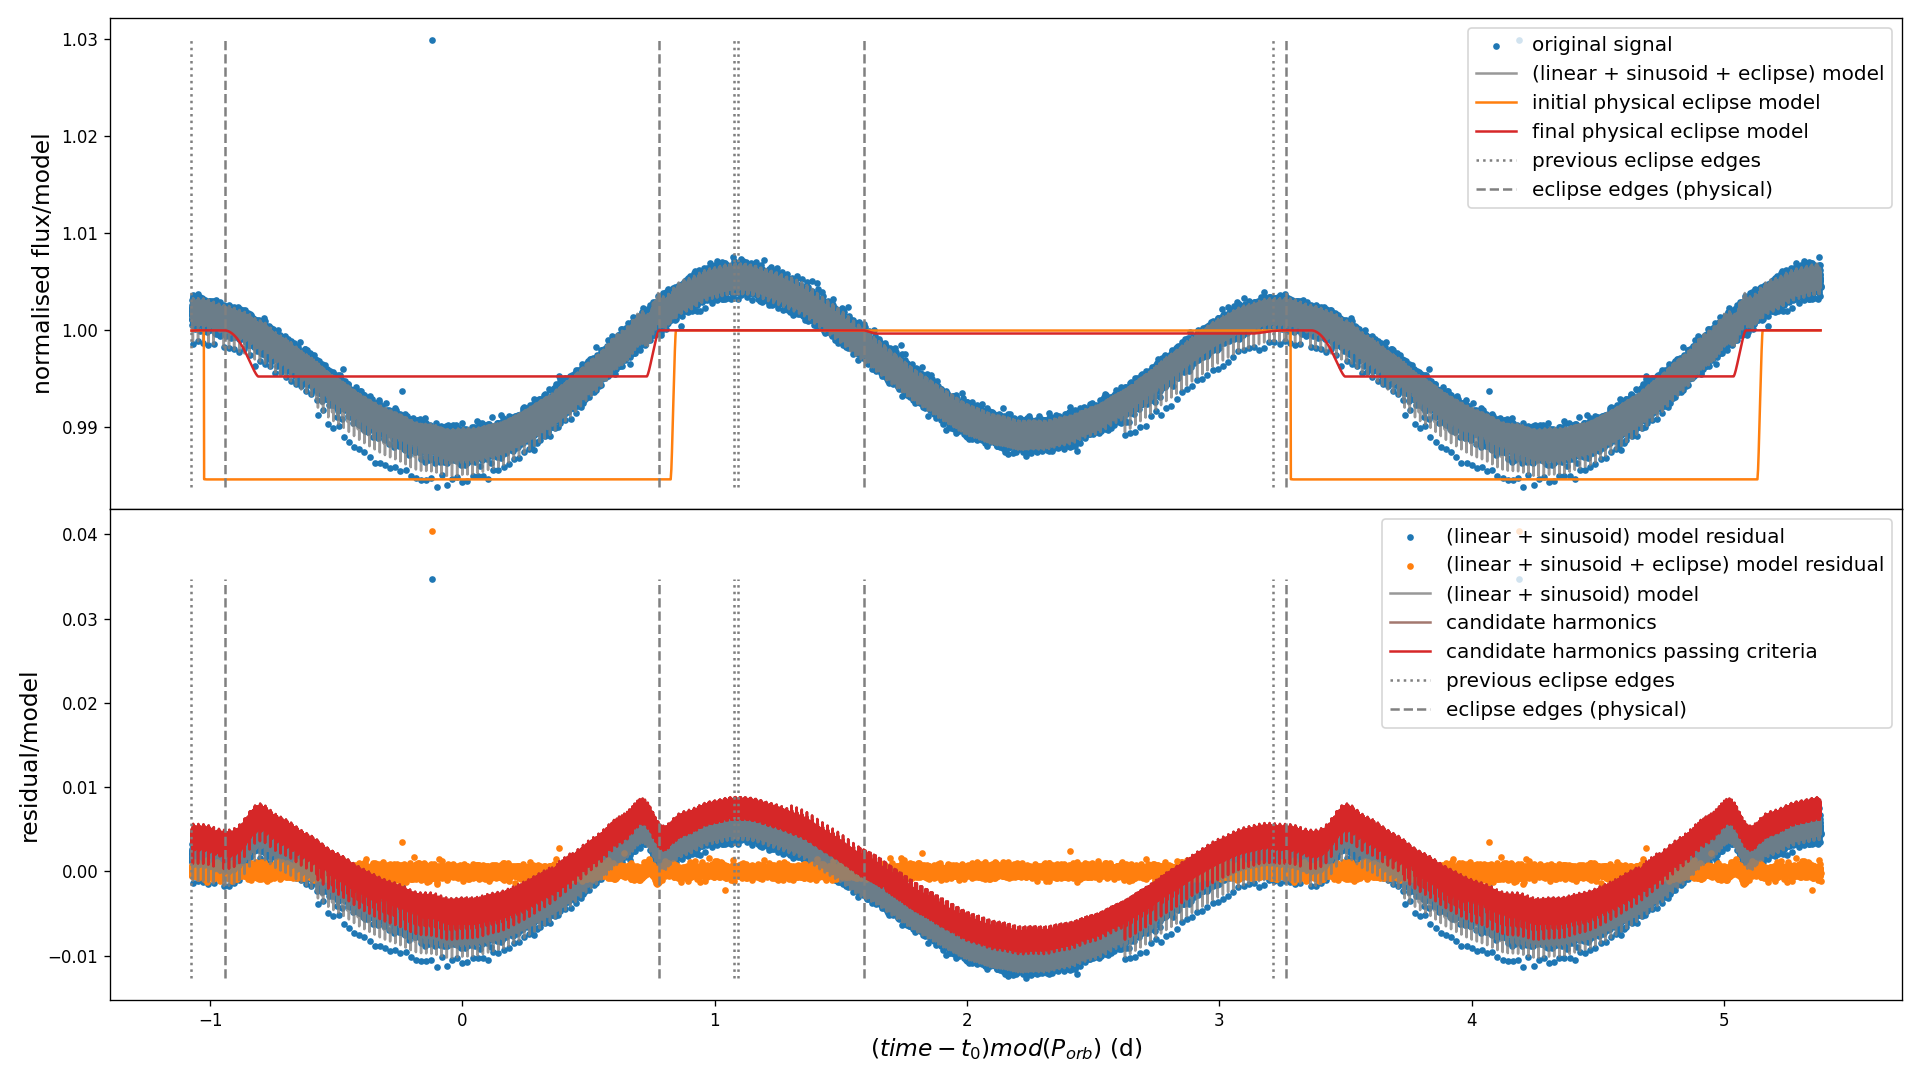 1.03
1.02
1.01
1.00
0.99
normalised flux/model
original signal
(linear + sinusoid + eclipse) model
initial physical eclipse model
final physical eclipse model
previous eclipse edges
eclipse edges (physical)
0.04
0.03
0.02
0.01
0.00
−0.01
residual/model
(linear + sinusoid) model residual
(linear + sinusoid + eclipse) model residual
(linear + sinusoid) model
candidate harmonics
candidate harmonics passing criteria
previous eclipse edges
eclipse edges (physical)
−1 0 1 2 3 4 5
(time − t₀)mod(P_orb) (d)